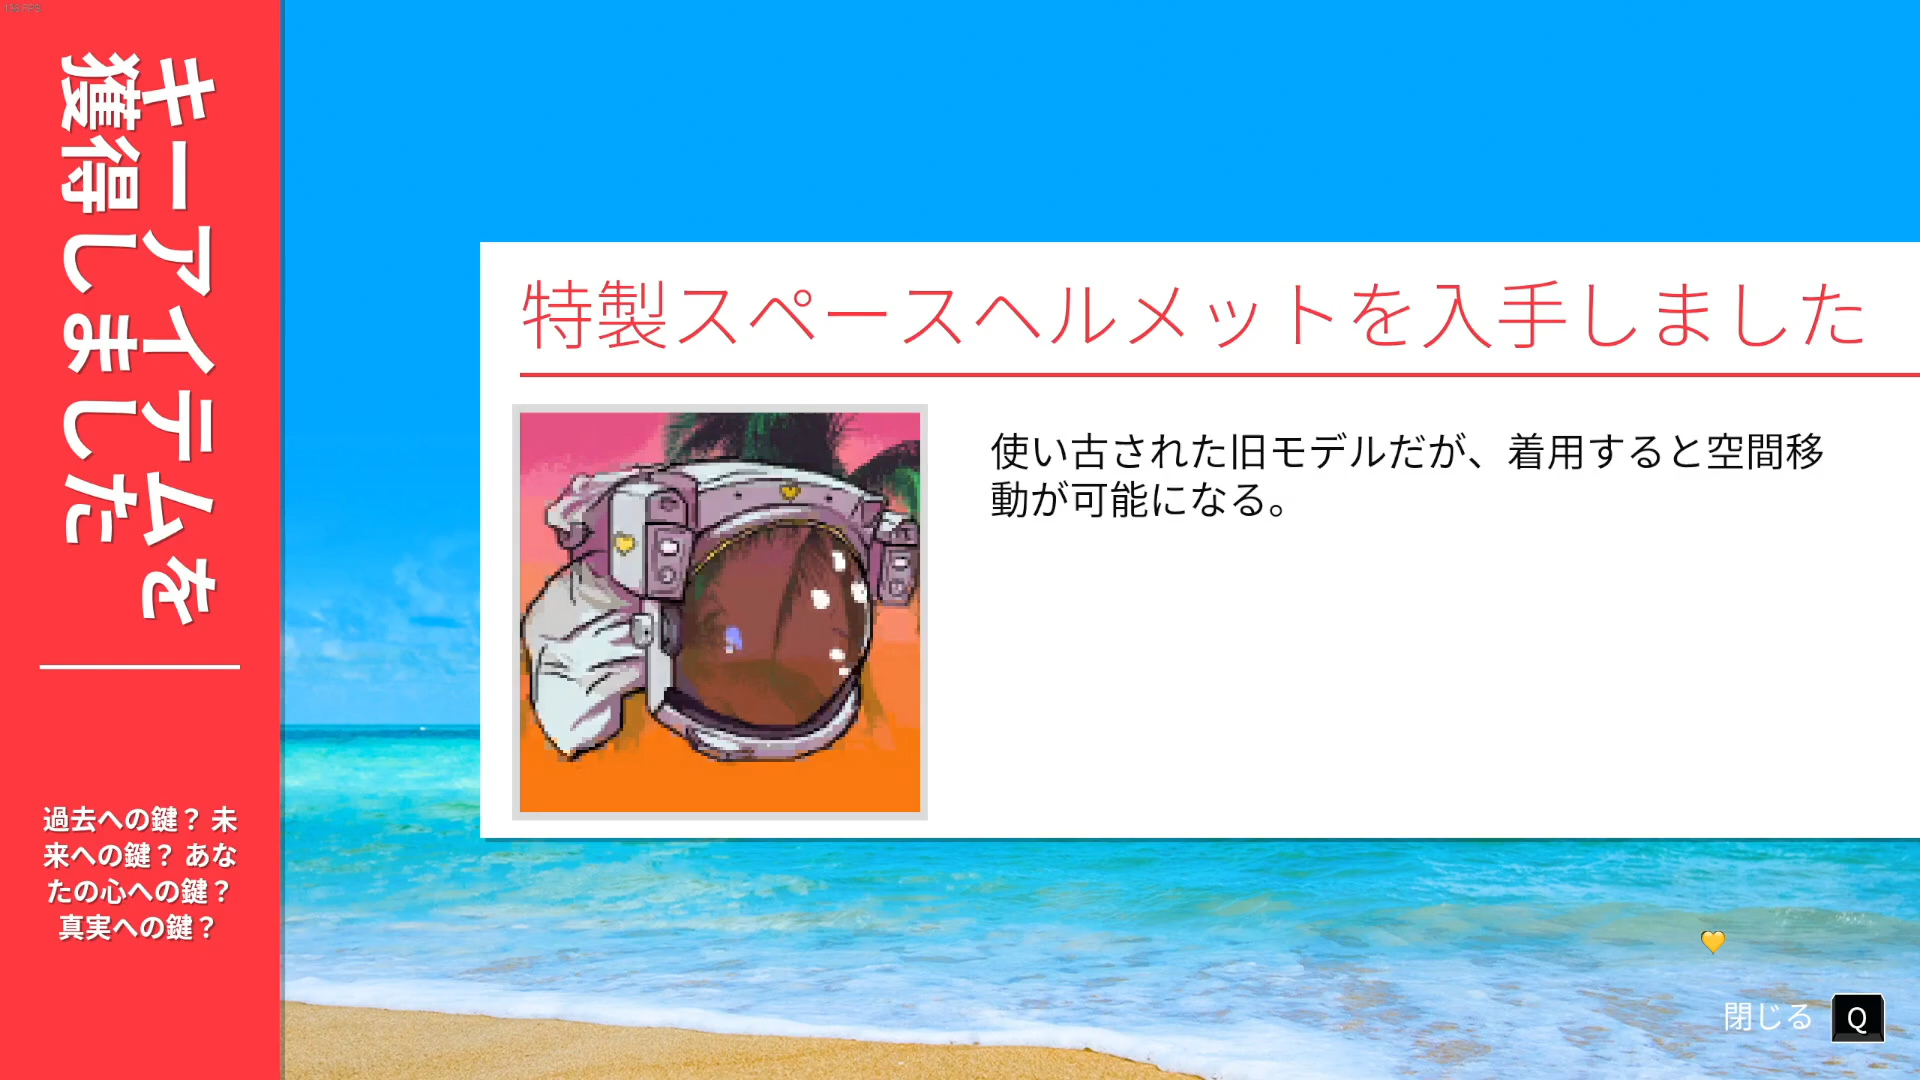 136 FPS
キーアイテムを
獲得しました
過去への鍵？ 未
来への鍵？ あな
たの心への鍵？
真実への鍵？
特製スペースヘルメットを入手しました
使い古された旧モデルだが、着用すると空間移
動が可能になる。
閉じる Q